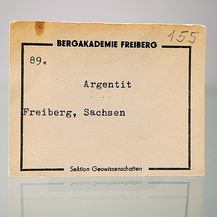 155
BERGAKADEMIE FREIBERG
89.
Argentit
Freiberg, Sachsen
Sektion Geowissenschaften